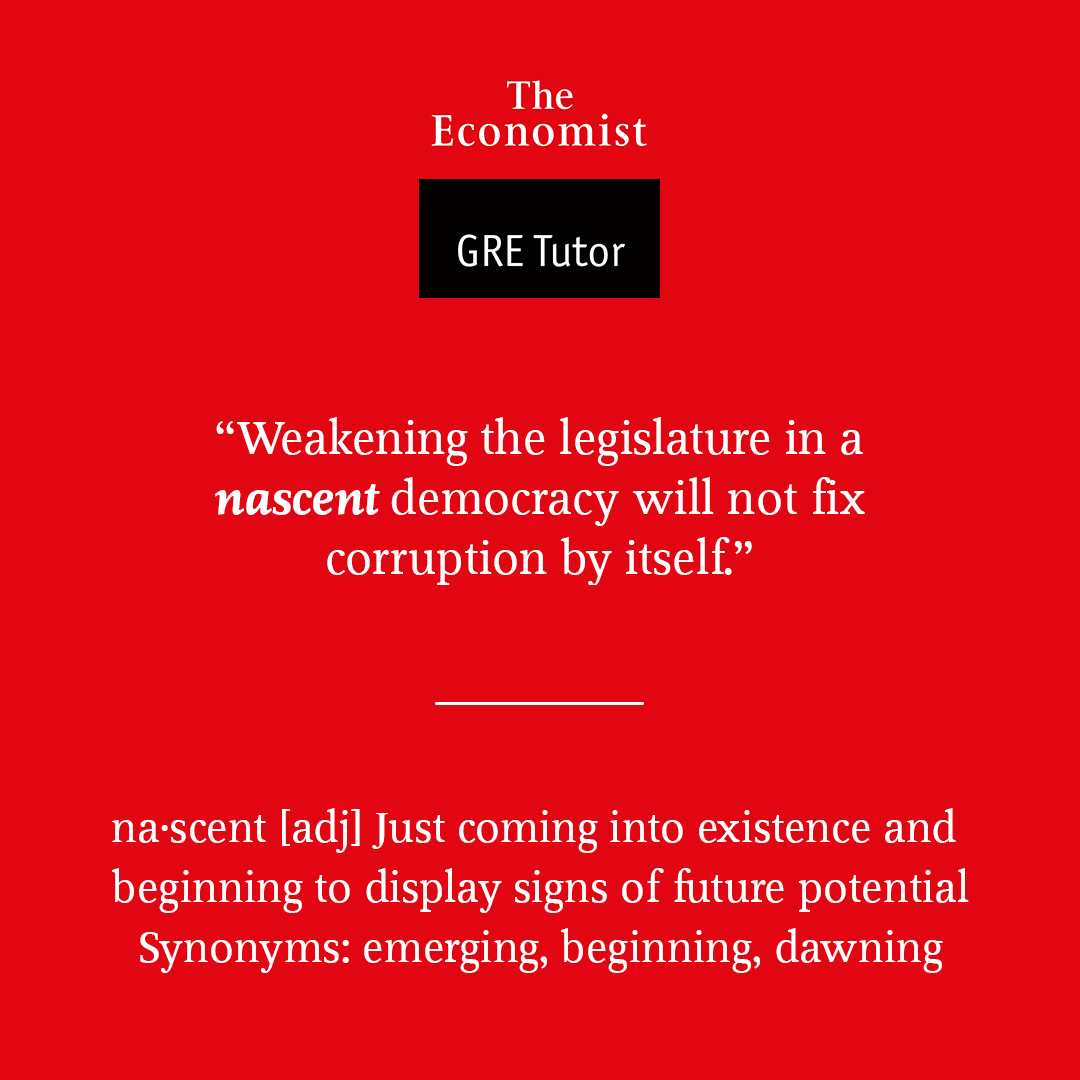 The
Economist
GRE Tutor
“Weakening the legislature in a
nascent democracy will not fix
corruption by itself.”
na·scent [adj] Just coming into existence and
beginning to display signs of future potential
Synonyms: emerging, beginning, dawning